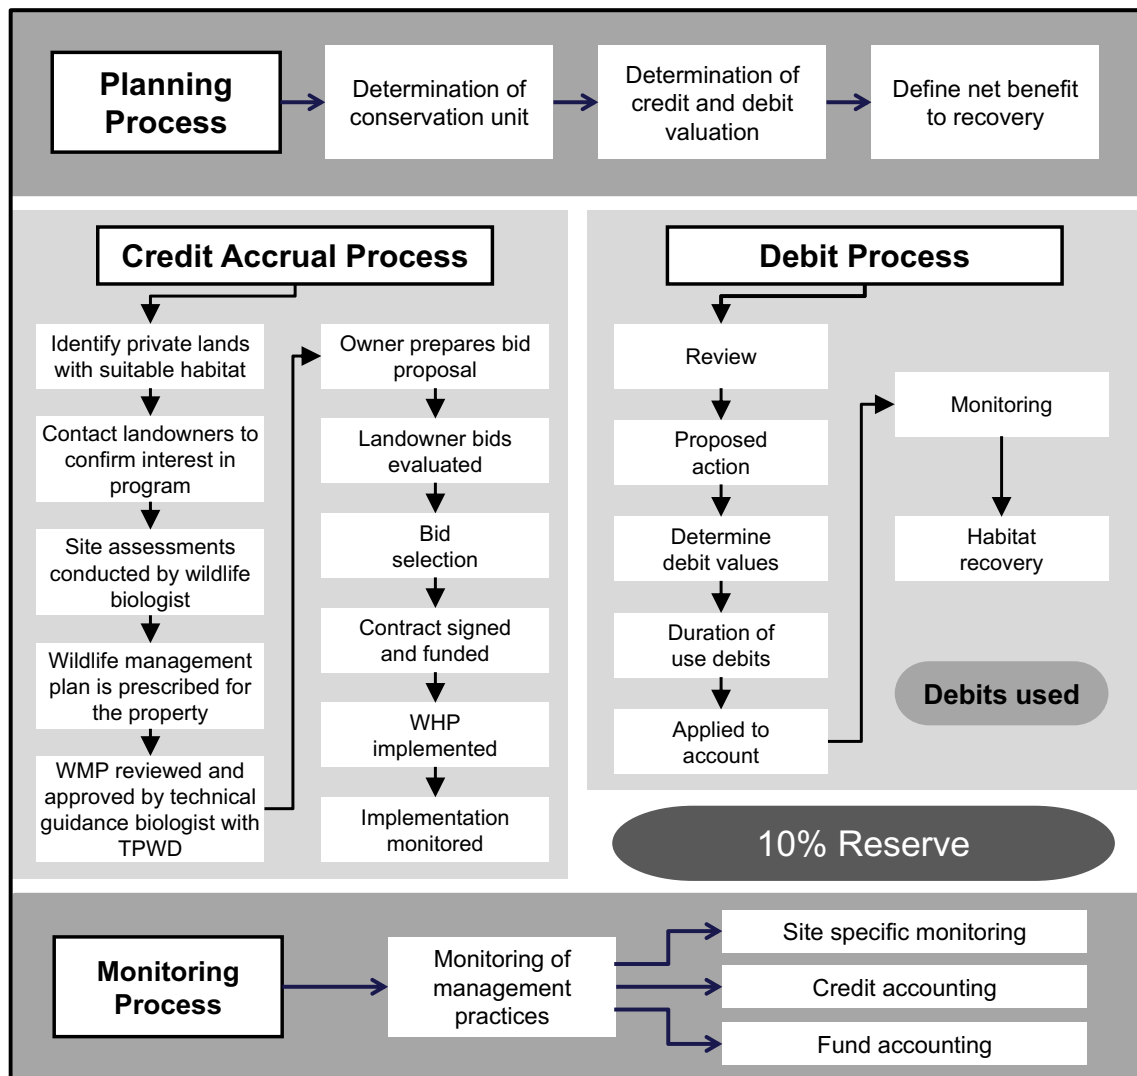 Planning
Process
Determination of
conservation unit
Determination of
credit and debit
valuation
Define net benefit
to recovery
Credit Accrual Process
Identify private lands
with suitable habitat
Contact landowners to
confirm interest in
program
Site assessments
conducted by wildlife
biologist
Wildlife management
plan is prescribed for
the property
WMP reviewed and
approved by technical
guidance biologist with
TPWD
Owner prepares bid
proposal
Landowner bids
evaluated
Bid
selection
Contract signed
and funded
WHP
implemented
Implementation
monitored
Debit Process
Review
Proposed
action
Determine
debit values
Duration of
use debits
Applied to
account
Monitoring
Habitat
recovery
Debits used
10% Reserve
Monitoring
Process
Monitoring of
management
practices
Site specific monitoring
Credit accounting
Fund accounting